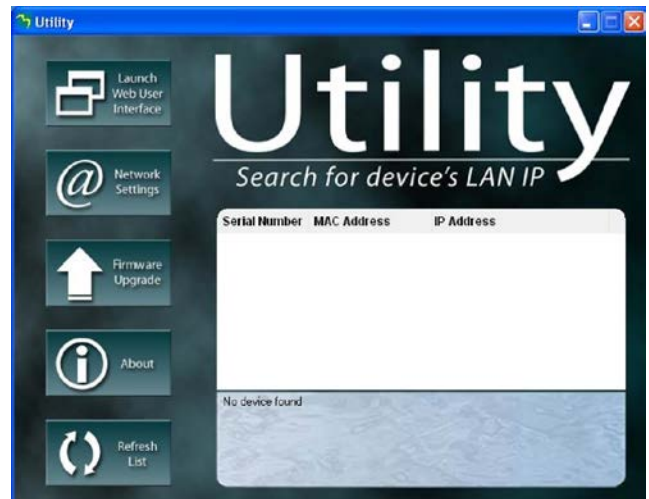 Utility
Launch
Web User
Interface
Network
Settings
Firmware
Upgrade
About
Refresh
List
Utility
Search for device's LAN IP
Serial Number MAC Address IP Address
No device found